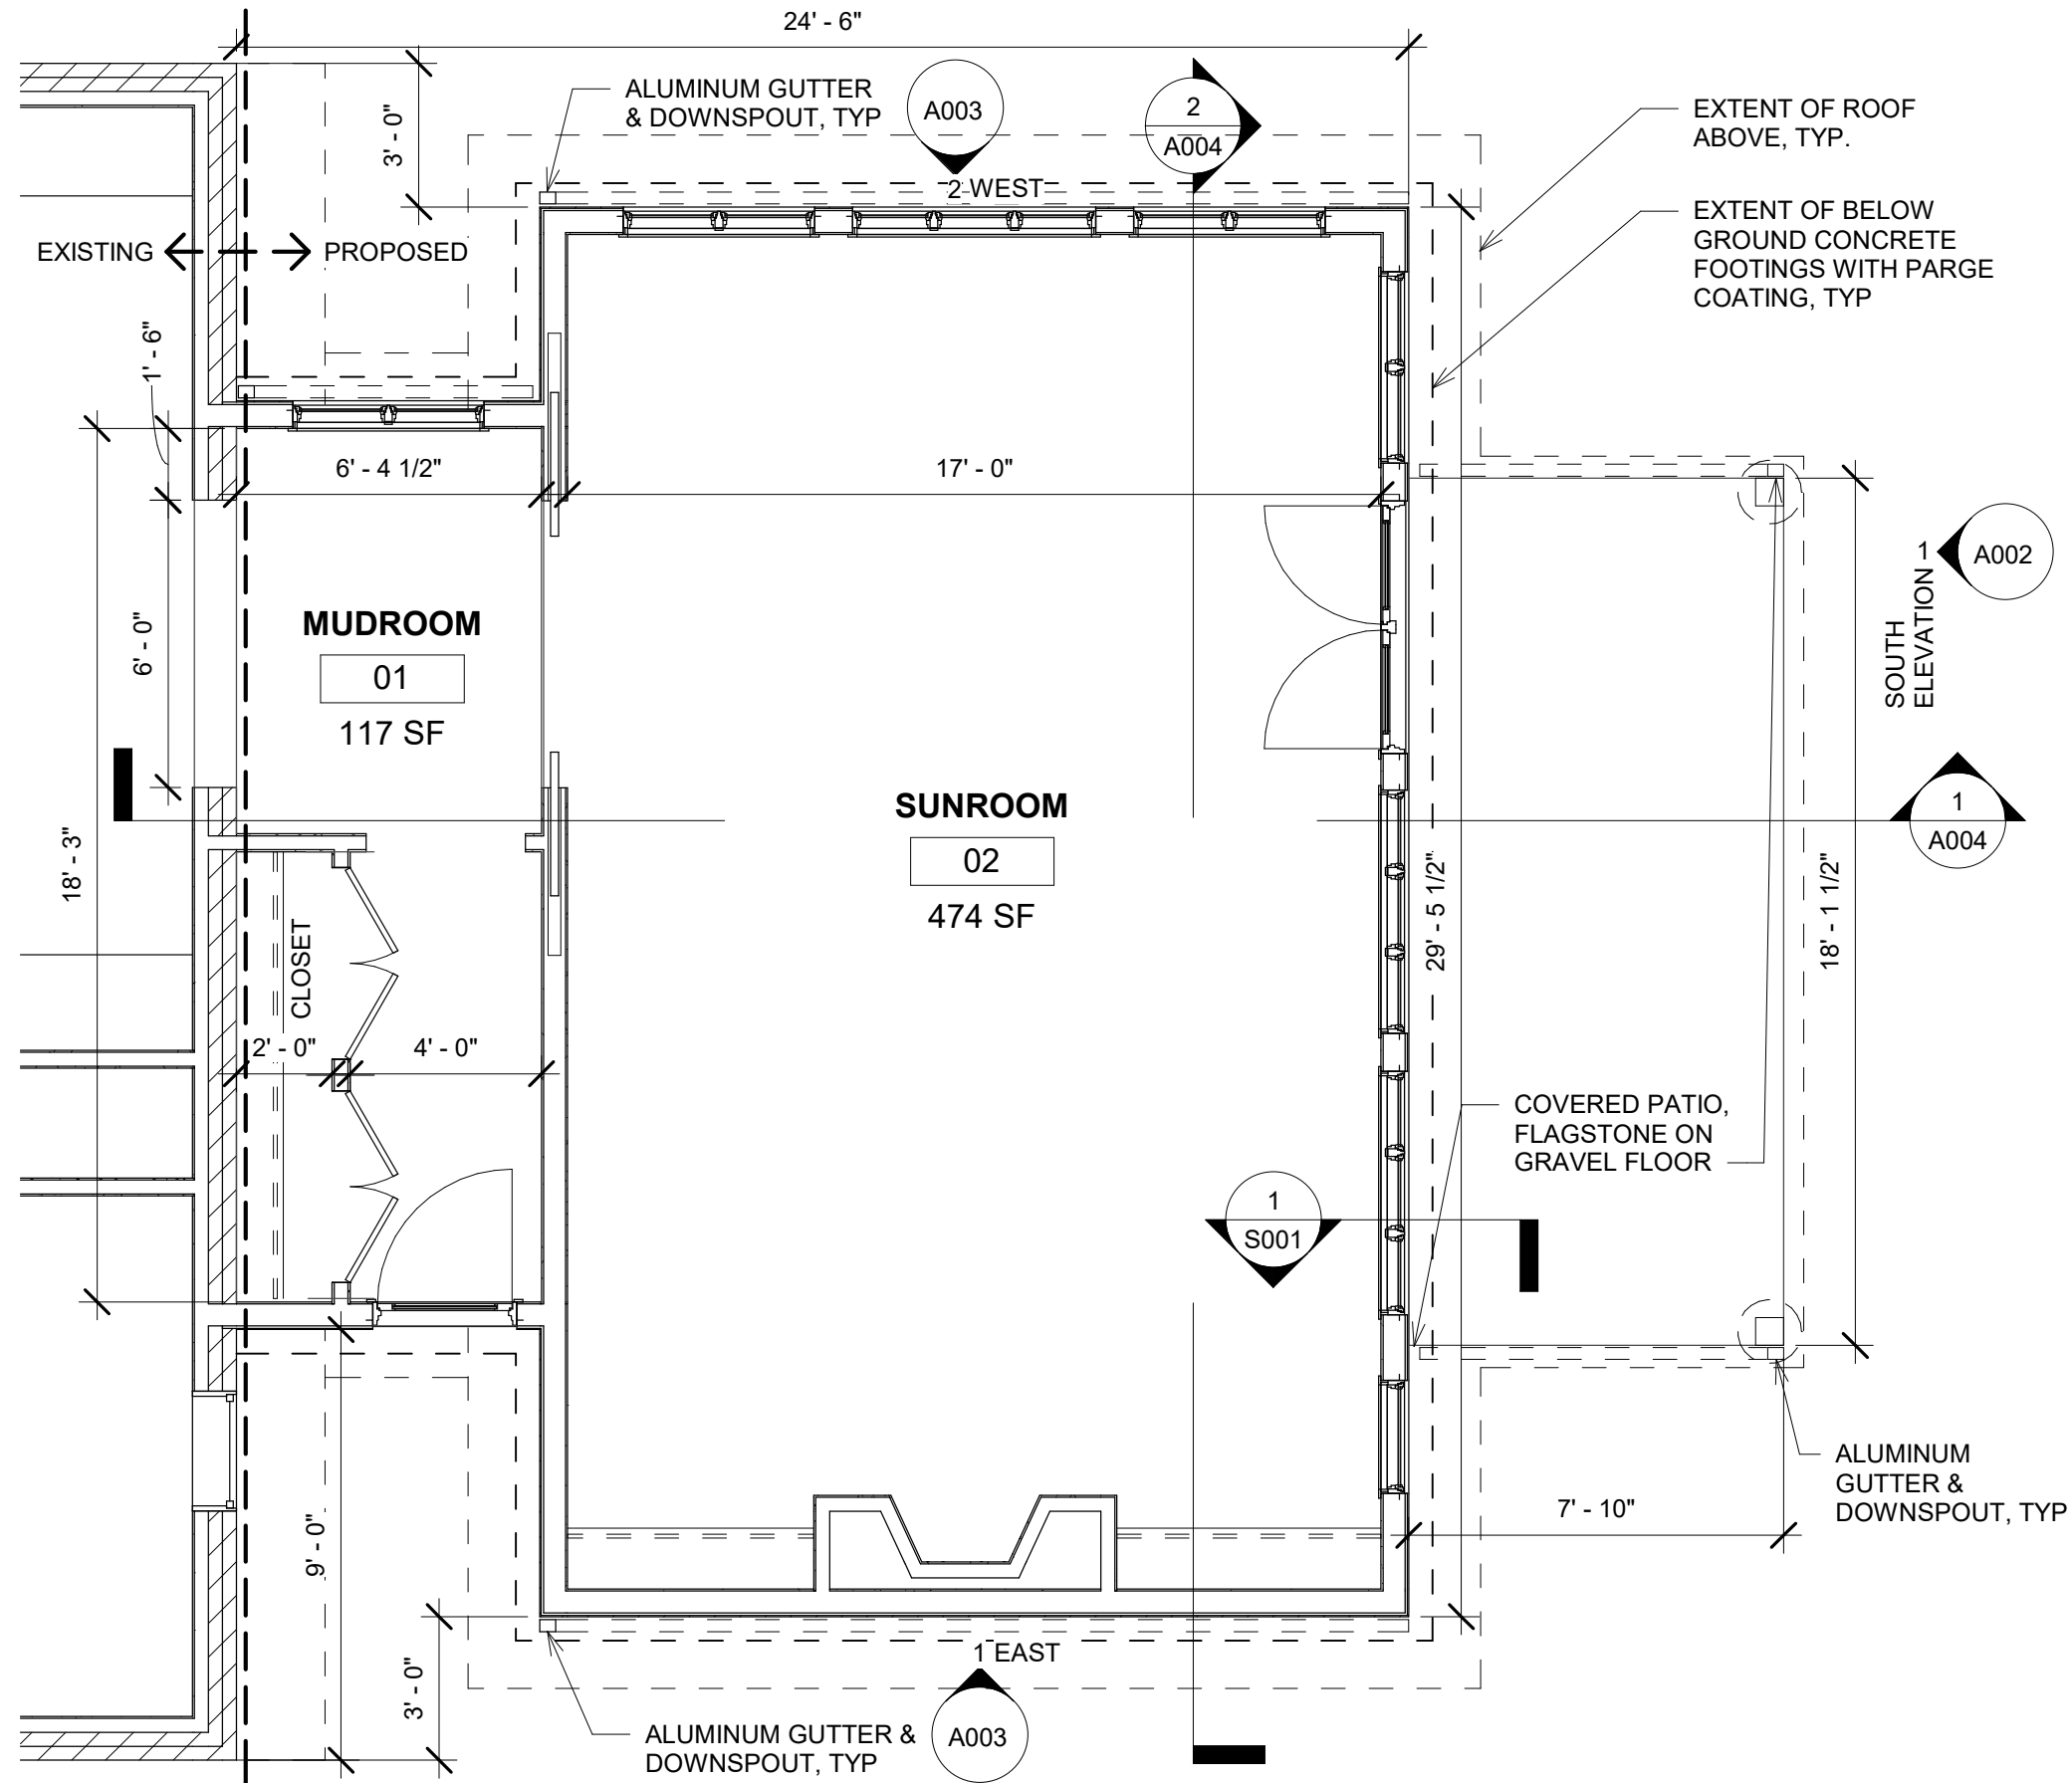 24' - 6"
ALUMINUM GUTTER
& DOWNSPOUT, TYP
A003
2
A004
EXTENT OF ROOF
ABOVE, TYP.
3' - 0"
2 WEST
EXTENT OF BELOW
GROUND CONCRETE
FOOTINGS WITH PARGE
COATING, TYP
EXISTING
PROPOSED
1' - 6"
6' - 4 1/2"
17' - 0"
SOUTH
ELEVATION
1
A002
MUDROOM
01
117 SF
6' - 0"
SUNROOM
02
474 SF
1
A004
18' - 3"
CLOSET
29' - 5 1/2"
18' - 1 1/2"
2' - 0"
4' - 0"
COVERED PATIO,
FLAGSTONE ON
GRAVEL FLOOR
1
S001
ALUMINUM
GUTTER &
DOWNSPOUT, TYP
7' - 10"
9' - 0"
3' - 0"
1 EAST
A003
ALUMINUM GUTTER &
DOWNSPOUT, TYP